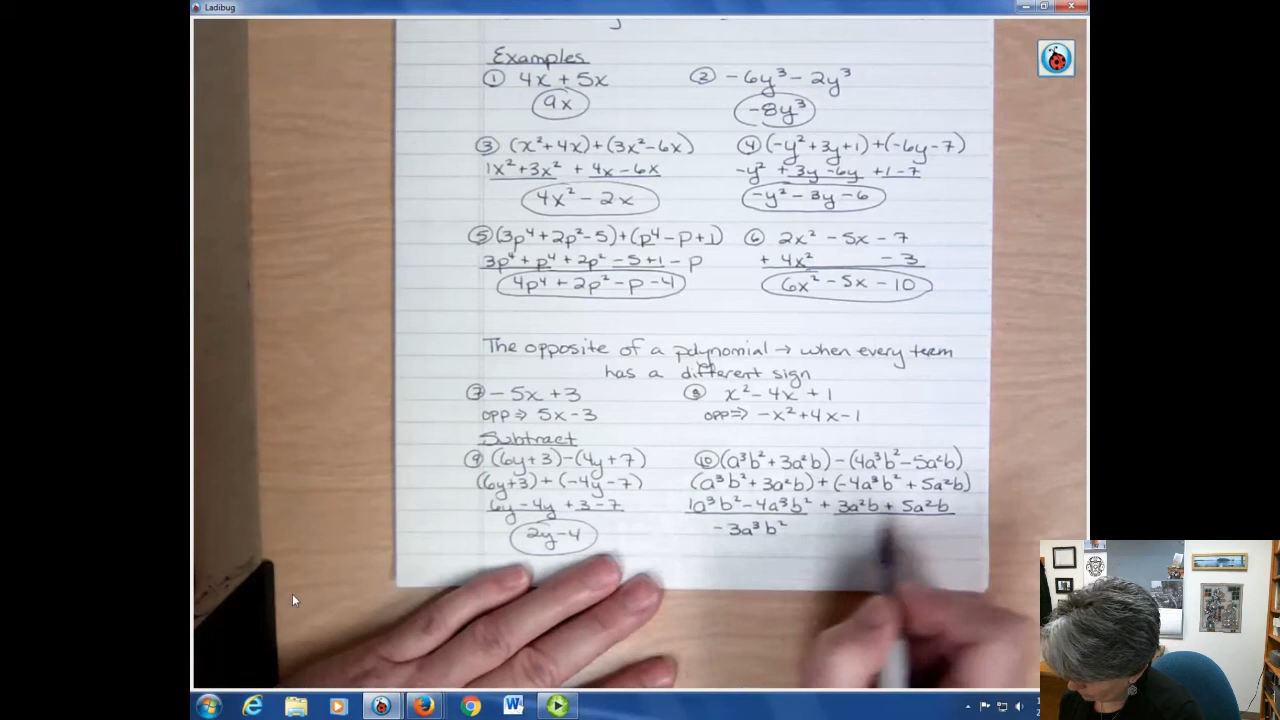 Ladibug
Examples
① 4x + 5x
9x
② -6y³ - 2y³
-8y³
③ (x²+4x)+(3x²-6x)
1x²+3x² + 4x-6x
4x² - 2x
④ (-y²+3y+1)+(-6y-7)
-y² +3y-6y +1-7
-y² - 3y - 6
⑤ (3p⁴+2p²-5)+(p⁴-p+1)
3p⁴+p⁴+2p²-5+1-p
4p⁴+2p²-p-4
⑥ 2x² -5x -7
+ 4x² -3
6x² -5x -10
The opposite of a polynomial → when every term
has a different sign
⑦ -5x+3
opp ⇒ 5x-3
⑧ x²-4x+1
opp ⇒ -x²+4x-1
Subtract
⑨ (6y+3)-(4y+7)
(6y+3)+(-4y-7)
6y-4y+3-7
2y-4
⑩ (a³b²+3a²b)-(4a³b²-5a²b)
(a³b²+3a²b)+(-4a³b²+5a²b)
1a³b²-4a³b²+3a²b+5a²b
-3a³b²